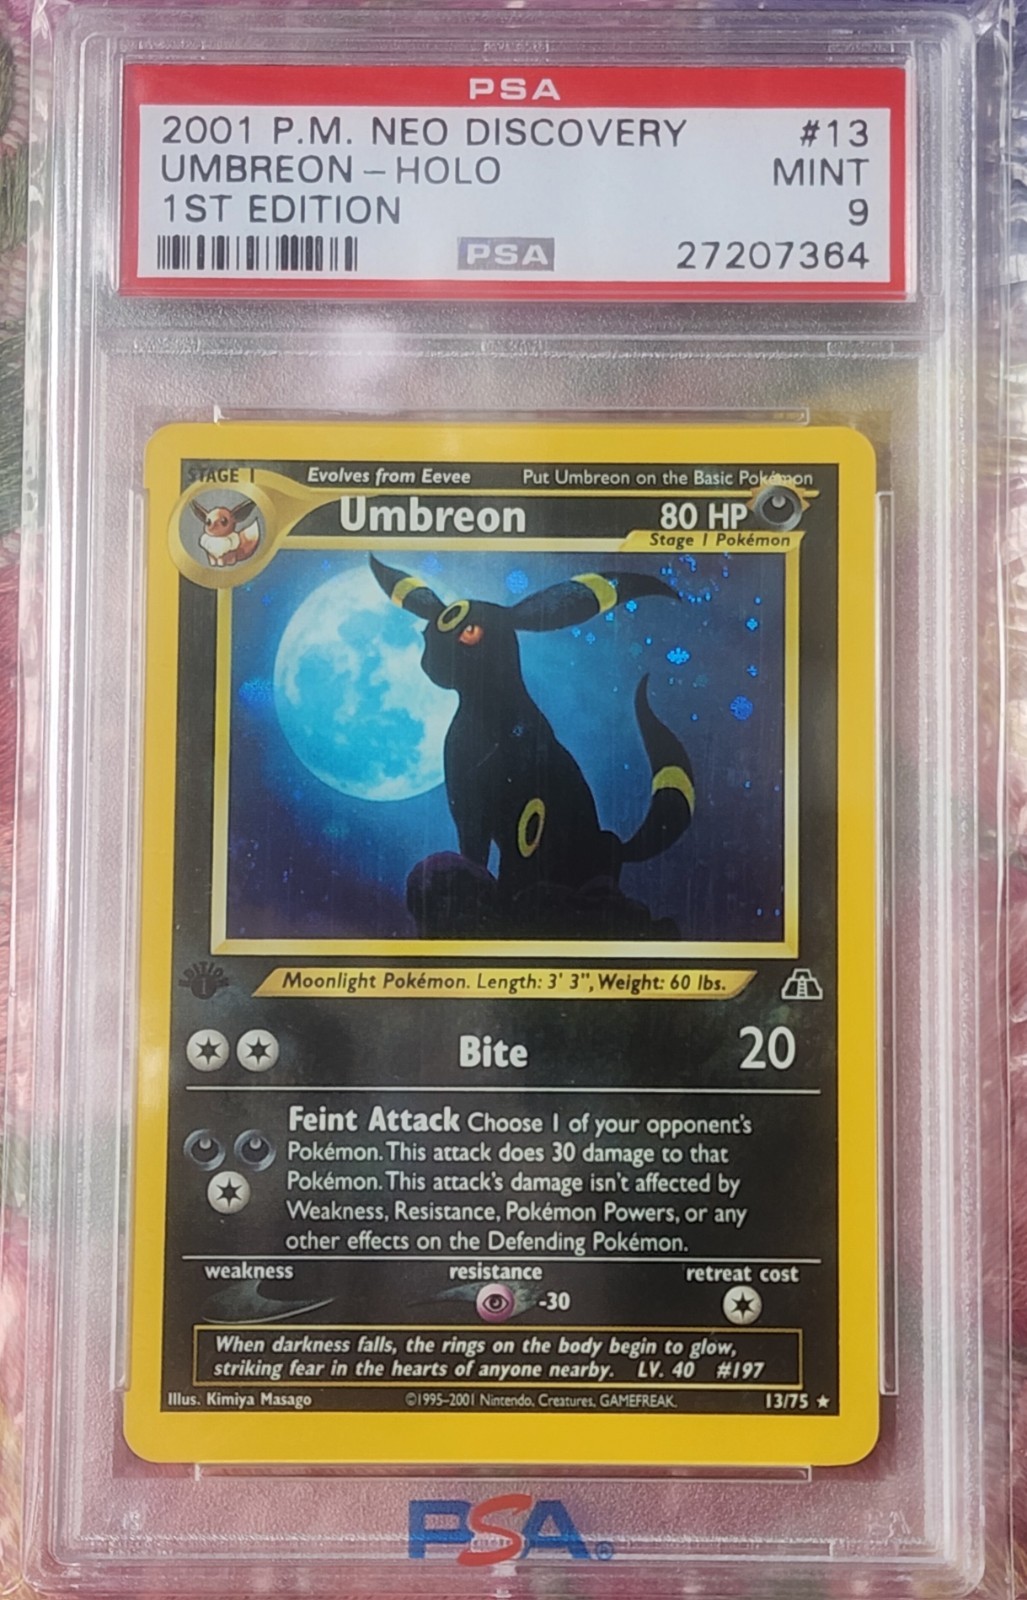 PSA
2001 P.M. NEO DISCOVERY #13
UMBREON - HOLO MINT
1ST EDITION 9
PSA 27207364
STAGE 1 Evolves from Eevee Put Umbreon on the Basic Pokémon
Umbreon 80 HP
Stage 1 Pokémon
EDITION 1
Moonlight Pokémon. Length: 3' 3", Weight: 60 lbs.
Bite 20
Feint Attack Choose 1 of your opponent's
Pokémon. This attack does 30 damage to that
Pokémon. This attack's damage isn't affected by
Weakness, Resistance, Pokémon Powers, or any
other effects on the Defending Pokémon.
weakness resistance retreat cost
-30
When darkness falls, the rings on the body begin to glow,
striking fear in the hearts of anyone nearby. LV. 40 #197
Illus. Kimiya Masago ©1995-2001 Nintendo, Creatures, GAMEFREAK. 13/75 ★
PSA®